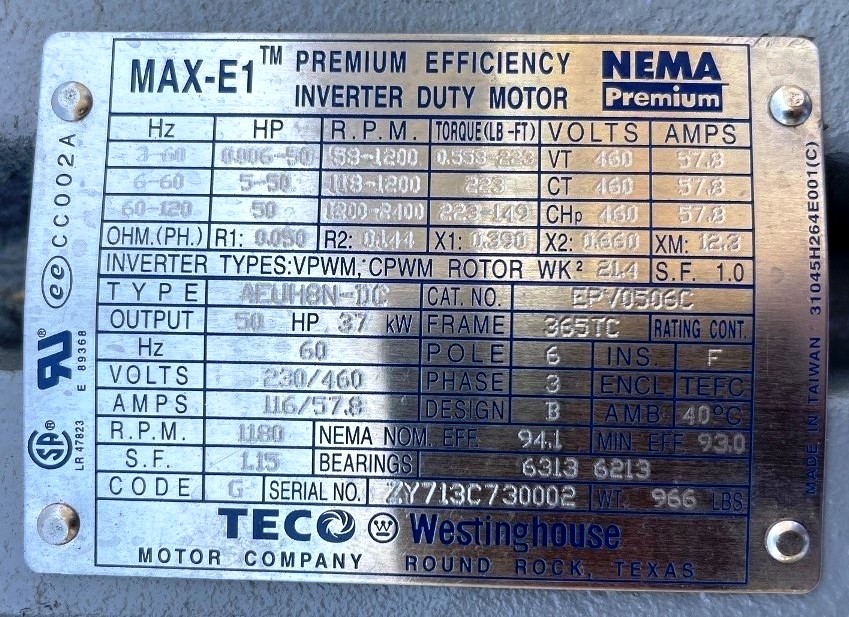 MAX-E1™ PREMIUM EFFICIENCY INVERTER DUTY MOTOR NEMA Premium
Hz HP R.P.M. TORQUE(LB-FT) VOLTS AMPS
3-60 0.006-50 58-1200 0.553-223 VT 460 57.8
6-60 5-50 118-1200 223 CT 460 57.8
60-120 50 1200-2400 223-149 CHp 460 57.8
OHM.(PH.) R1: 0.050 R2: 0.144 X1: 0.390 X2: 0.660 XM: 12.3
INVERTER TYPES:VPWM, CPWM ROTOR WK² 21.4 S.F. 1.0
TYPE AEUH8N-DC CAT. NO. EPV0506C
OUTPUT 50 HP 37 kW FRAME 365TC RATING CONT.
Hz 60 POLE 6 INS. F
VOLTS 230/460 PHASE 3 ENCL TEFC
AMPS 116/57.8 DESIGN B AMB 40°C
R.P.M. 1180 NEMA NOM. EFF. 94.1 MIN EFF 93.0
S.F. 1.15 BEARINGS 6313 6213
CODE G SERIAL NO. ZY713C730002 WT. 966 LBS.
TECO Ⓦ Westinghouse
MOTOR COMPANY ROUND ROCK, TEXAS
ee CC002A
UR® E 89368
SA® LR 47823
MADE IN TAIWAN 31045H264E001(C)